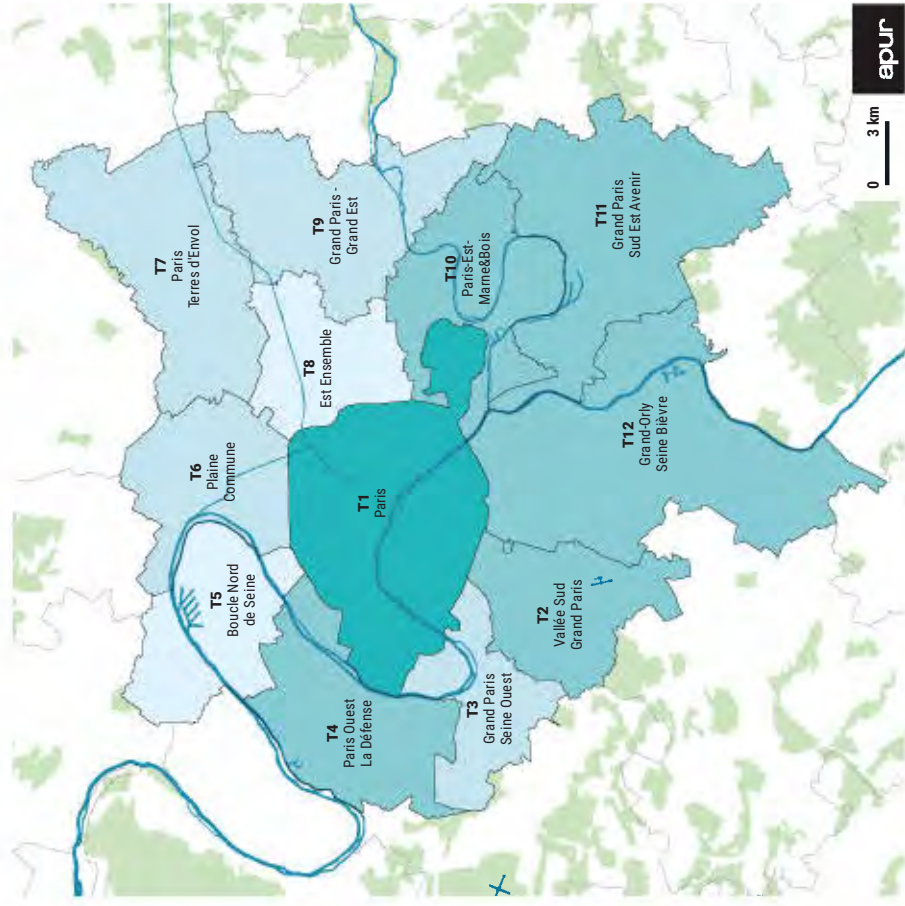 T7
Paris
Terres d'Envol
T6
Plaine
Commune
T9
Grand Paris -
Grand Est
T8
Est Ensemble
T5
Boucle Nord
de Seine
T10
Paris-Est-
Marne&Bois
T1
Paris
T11
Grand Paris
Sud Est Avenir
T4
Paris Ouest
La Défense
T3
Grand Paris
Seine Ouest
T2
Vallée Sud
Grand Paris
T12
Grand-Orly
Seine Bièvre
0
3 km
apur